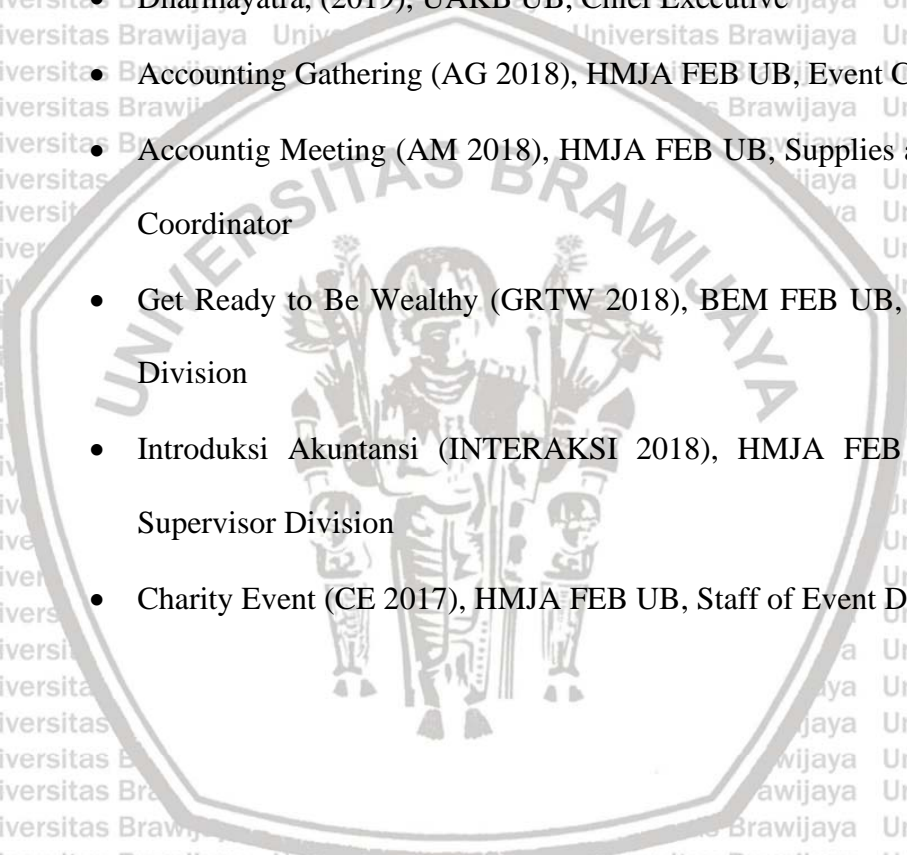 • Dharmayatra, (2019), UAKB UB, Chief Executive
• Accounting Gathering (AG 2018), HMJA FEB UB, Event
• Accountig Meeting (AM 2018), HMJA FEB UB, Supplies
Coordinator
• Get Ready to Be Wealthy (GRTW 2018), BEM FEB UB,
Division
• Introduksi Akuntansi (INTERAKSI 2018), HMJA FEB
Supervisor Division
• Charity Event (CE 2017), HMJA FEB UB, Staff of Event
UNIVERSITAS BRAWIJAYA